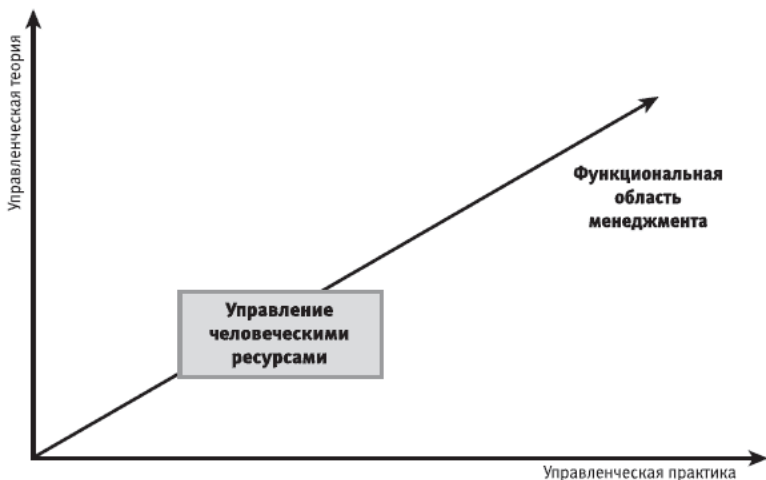 Управленческая теория
Функциональная
область
менеджмента
Управление
человеческими
ресурсами
Управленческая практика